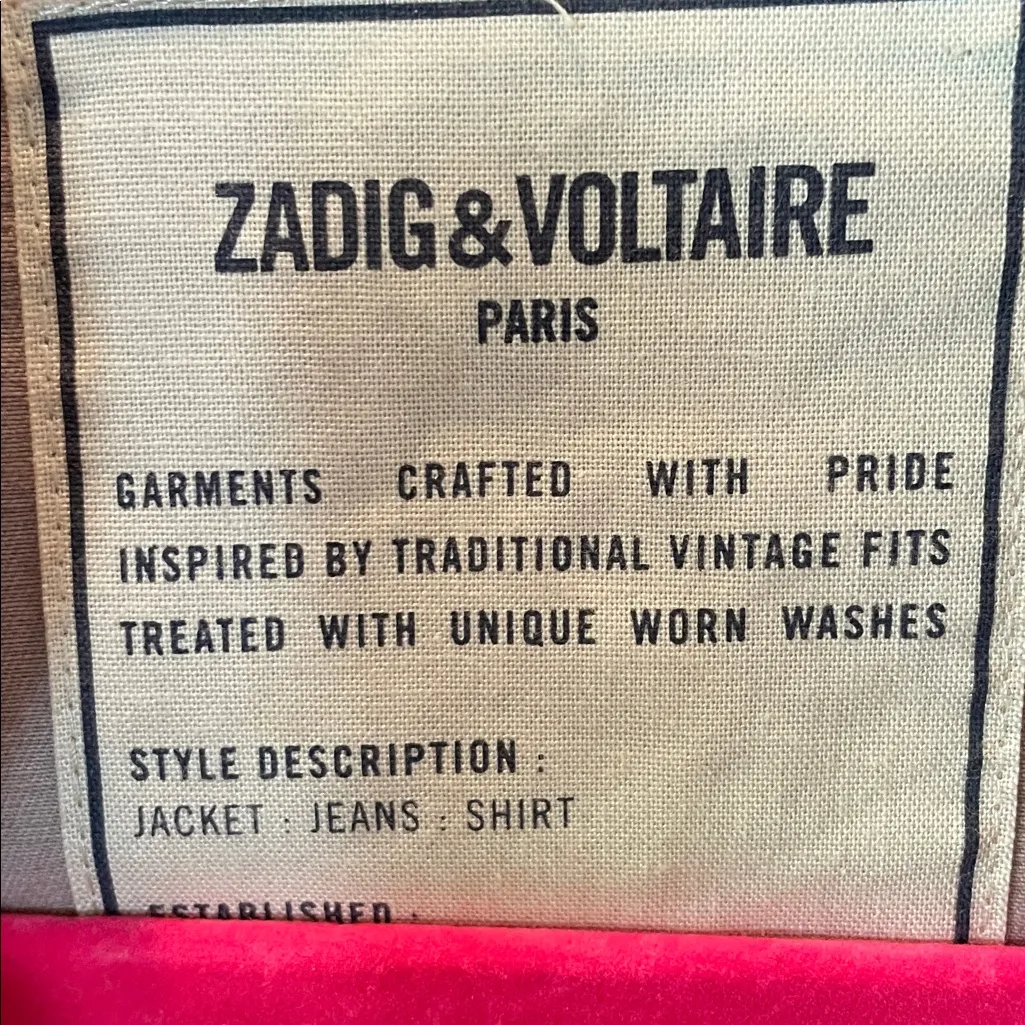 ZADIG&VOLTAIRE
PARIS
GARMENTS CRAFTED WITH PRIDE
INSPIRED BY TRADITIONAL VINTAGE FITS
TREATED WITH UNIQUE WORN WASHES
STYLE DESCRIPTION :
JACKET : JEANS : SHIRT
ESTABLISHED :